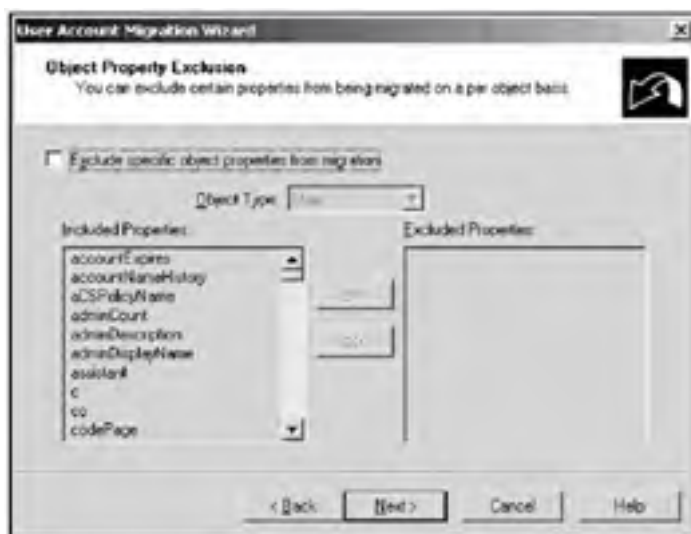 User Account Migration Wizard
Object Property Exclusion
You can exclude certain properties from being migrated on a per object basis.
Exclude specific object properties from migration
Object Type:
Included Properties:
Excluded Properties:
accountExpires
accountNameHistory
aCSPolicyName
adminCount
adminDescription
adminDisplayName
assistant
c
co
codePage
< Back
Next >
Cancel
Help